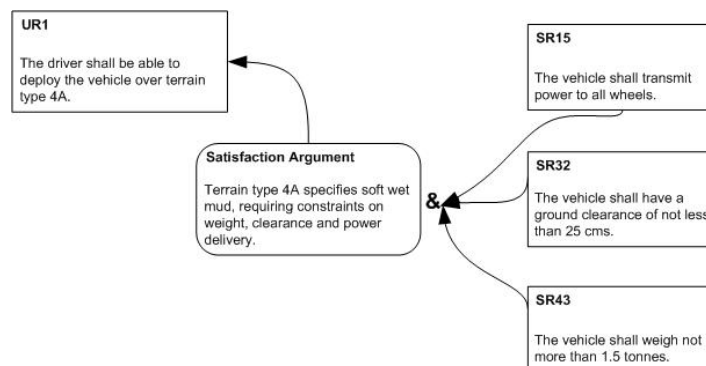 UR1
The driver shall be able to
deploy the vehicle over terrain
type 4A.
Satisfaction Argument
Terrain type 4A specifies soft wet
mud, requiring constraints on
weight, clearance and power
delivery.
&
SR15
The vehicle shall transmit
power to all wheels.
SR32
The vehicle shall have a
ground clearance of not less
than 25 cms.
SR43
The vehicle shall weigh not
more than 1.5 tonnes.